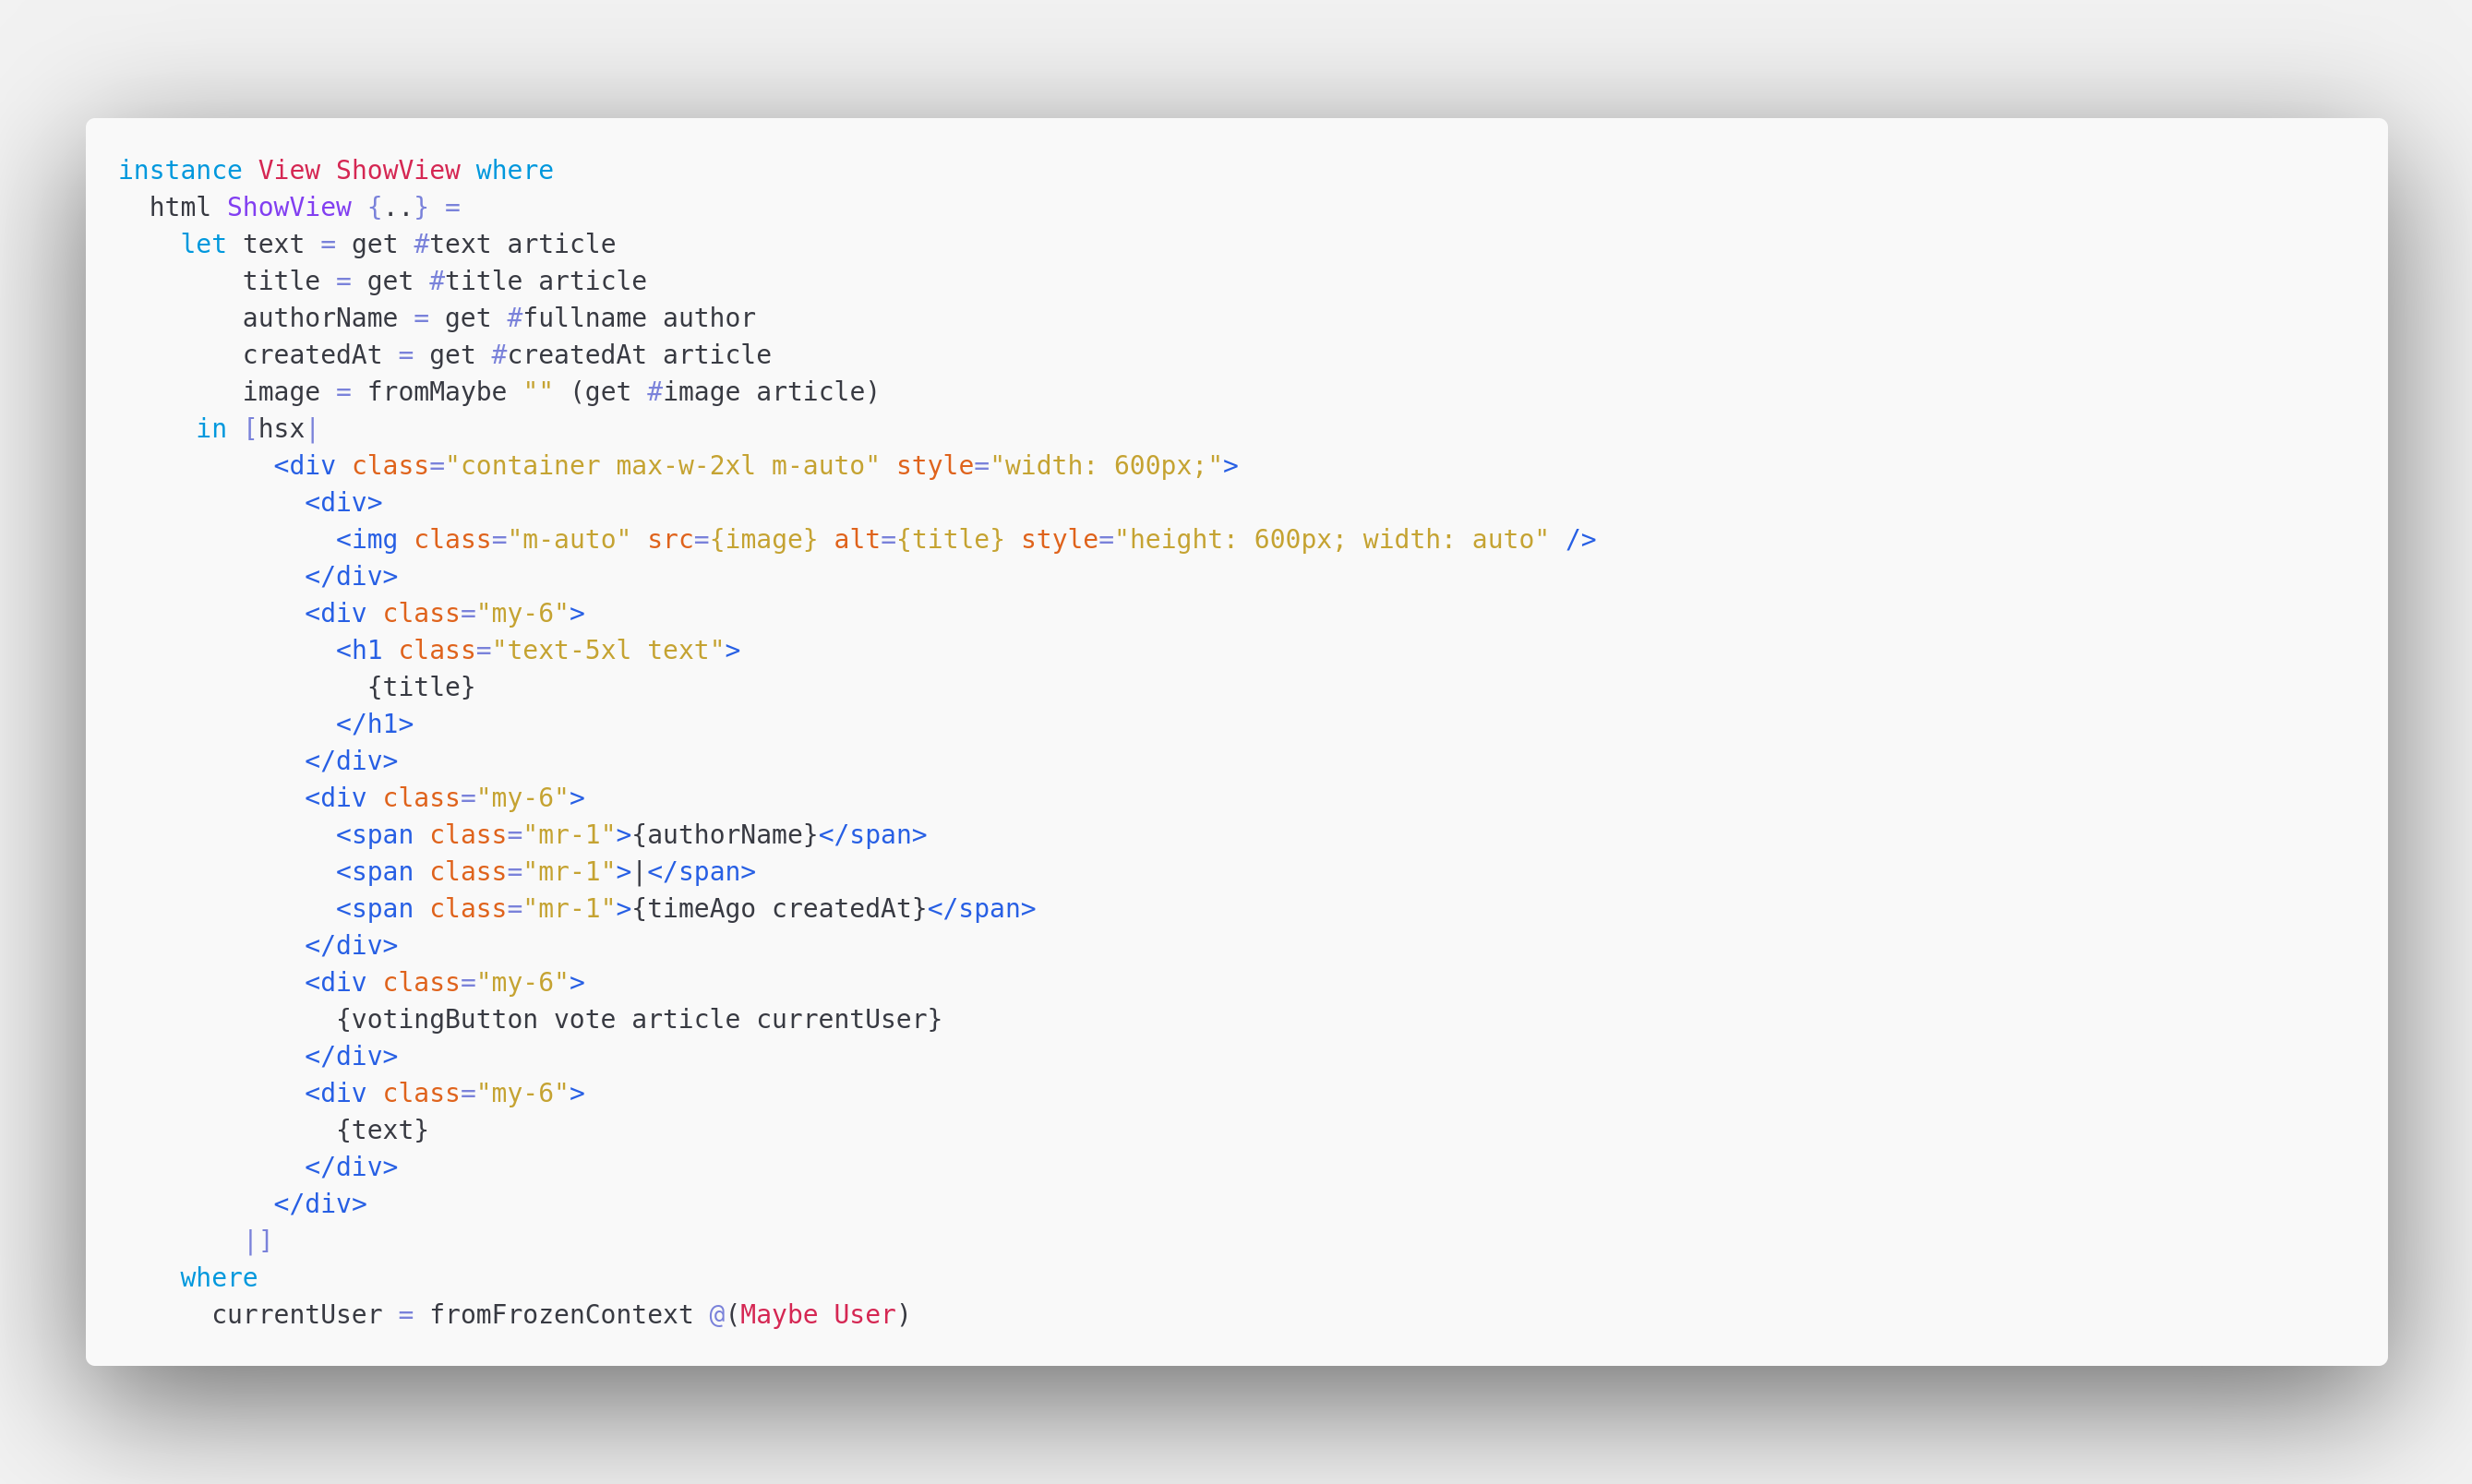 instance View ShowView where
  html ShowView {..} =
    let text = get #text article
        title = get #title article
        authorName = get #fullname author
        createdAt = get #createdAt article
        image = fromMaybe "" (get #image article)
     in [hsx|
          <div class="container max-w-2xl m-auto" style="width: 600px;">
            <div>
              <img class="m-auto" src={image} alt={title} style="height: 600px; width: auto" />
            </div>
            <div class="my-6">
              <h1 class="text-5xl text">
                {title}
              </h1>
            </div>
            <div class="my-6">
              <span class="mr-1">{authorName}</span>
              <span class="mr-1">|</span>
              <span class="mr-1">{timeAgo createdAt}</span>
            </div>
            <div class="my-6">
              {votingButton vote article currentUser}
            </div>
            <div class="my-6">
              {text}
            </div>
          </div>
        |]
    where
      currentUser = fromFrozenContext @(Maybe User)